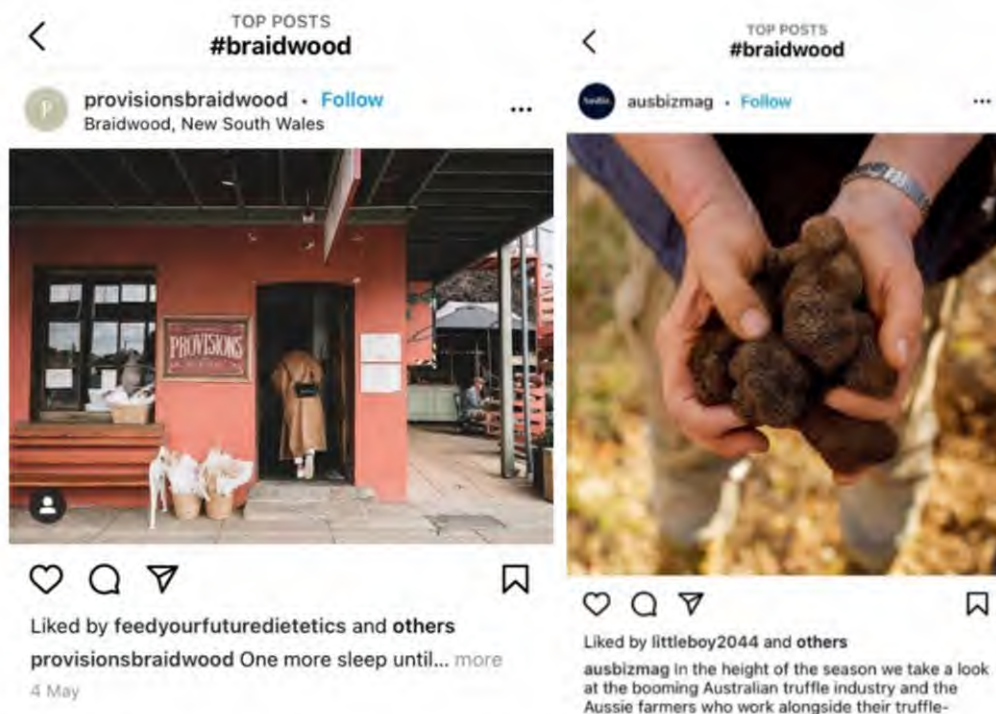 TOP POSTS
#braidwood
provisionsbraidwood • Follow
Braidwood, New South Wales
PROVISIONS
Liked by feedyourfuturedietetics and others
provisionsbraidwood One more sleep until... more
4 May
TOP POSTS
#braidwood
ausbizmag • Follow
Liked by littleboy2044 and others
ausbizmag In the height of the season we take a look
at the booming Australian truffle industry and the
Aussie farmers who work alongside their truffle-